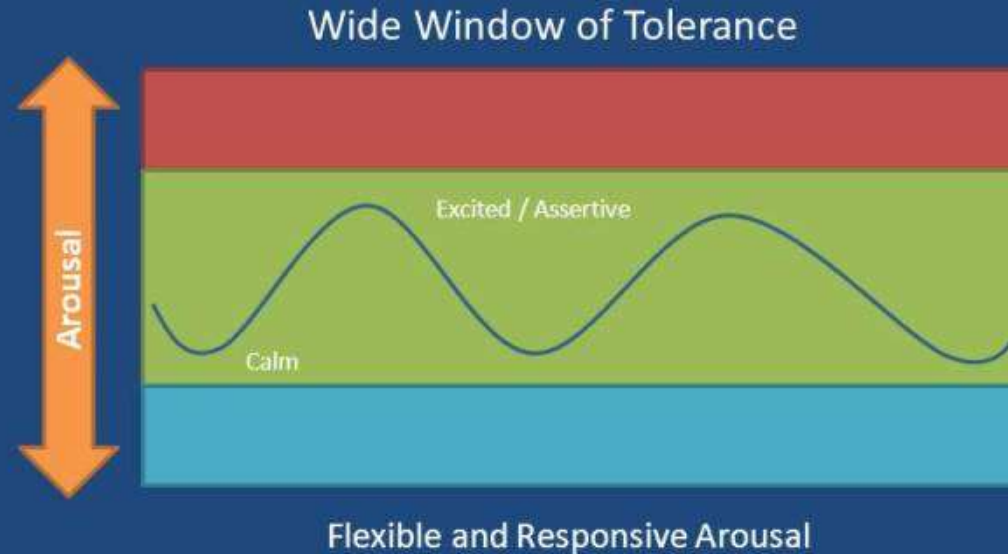 Wide Window of Tolerance
Arousal
Excited / Assertive
Calm
Flexible and Responsive Arousal